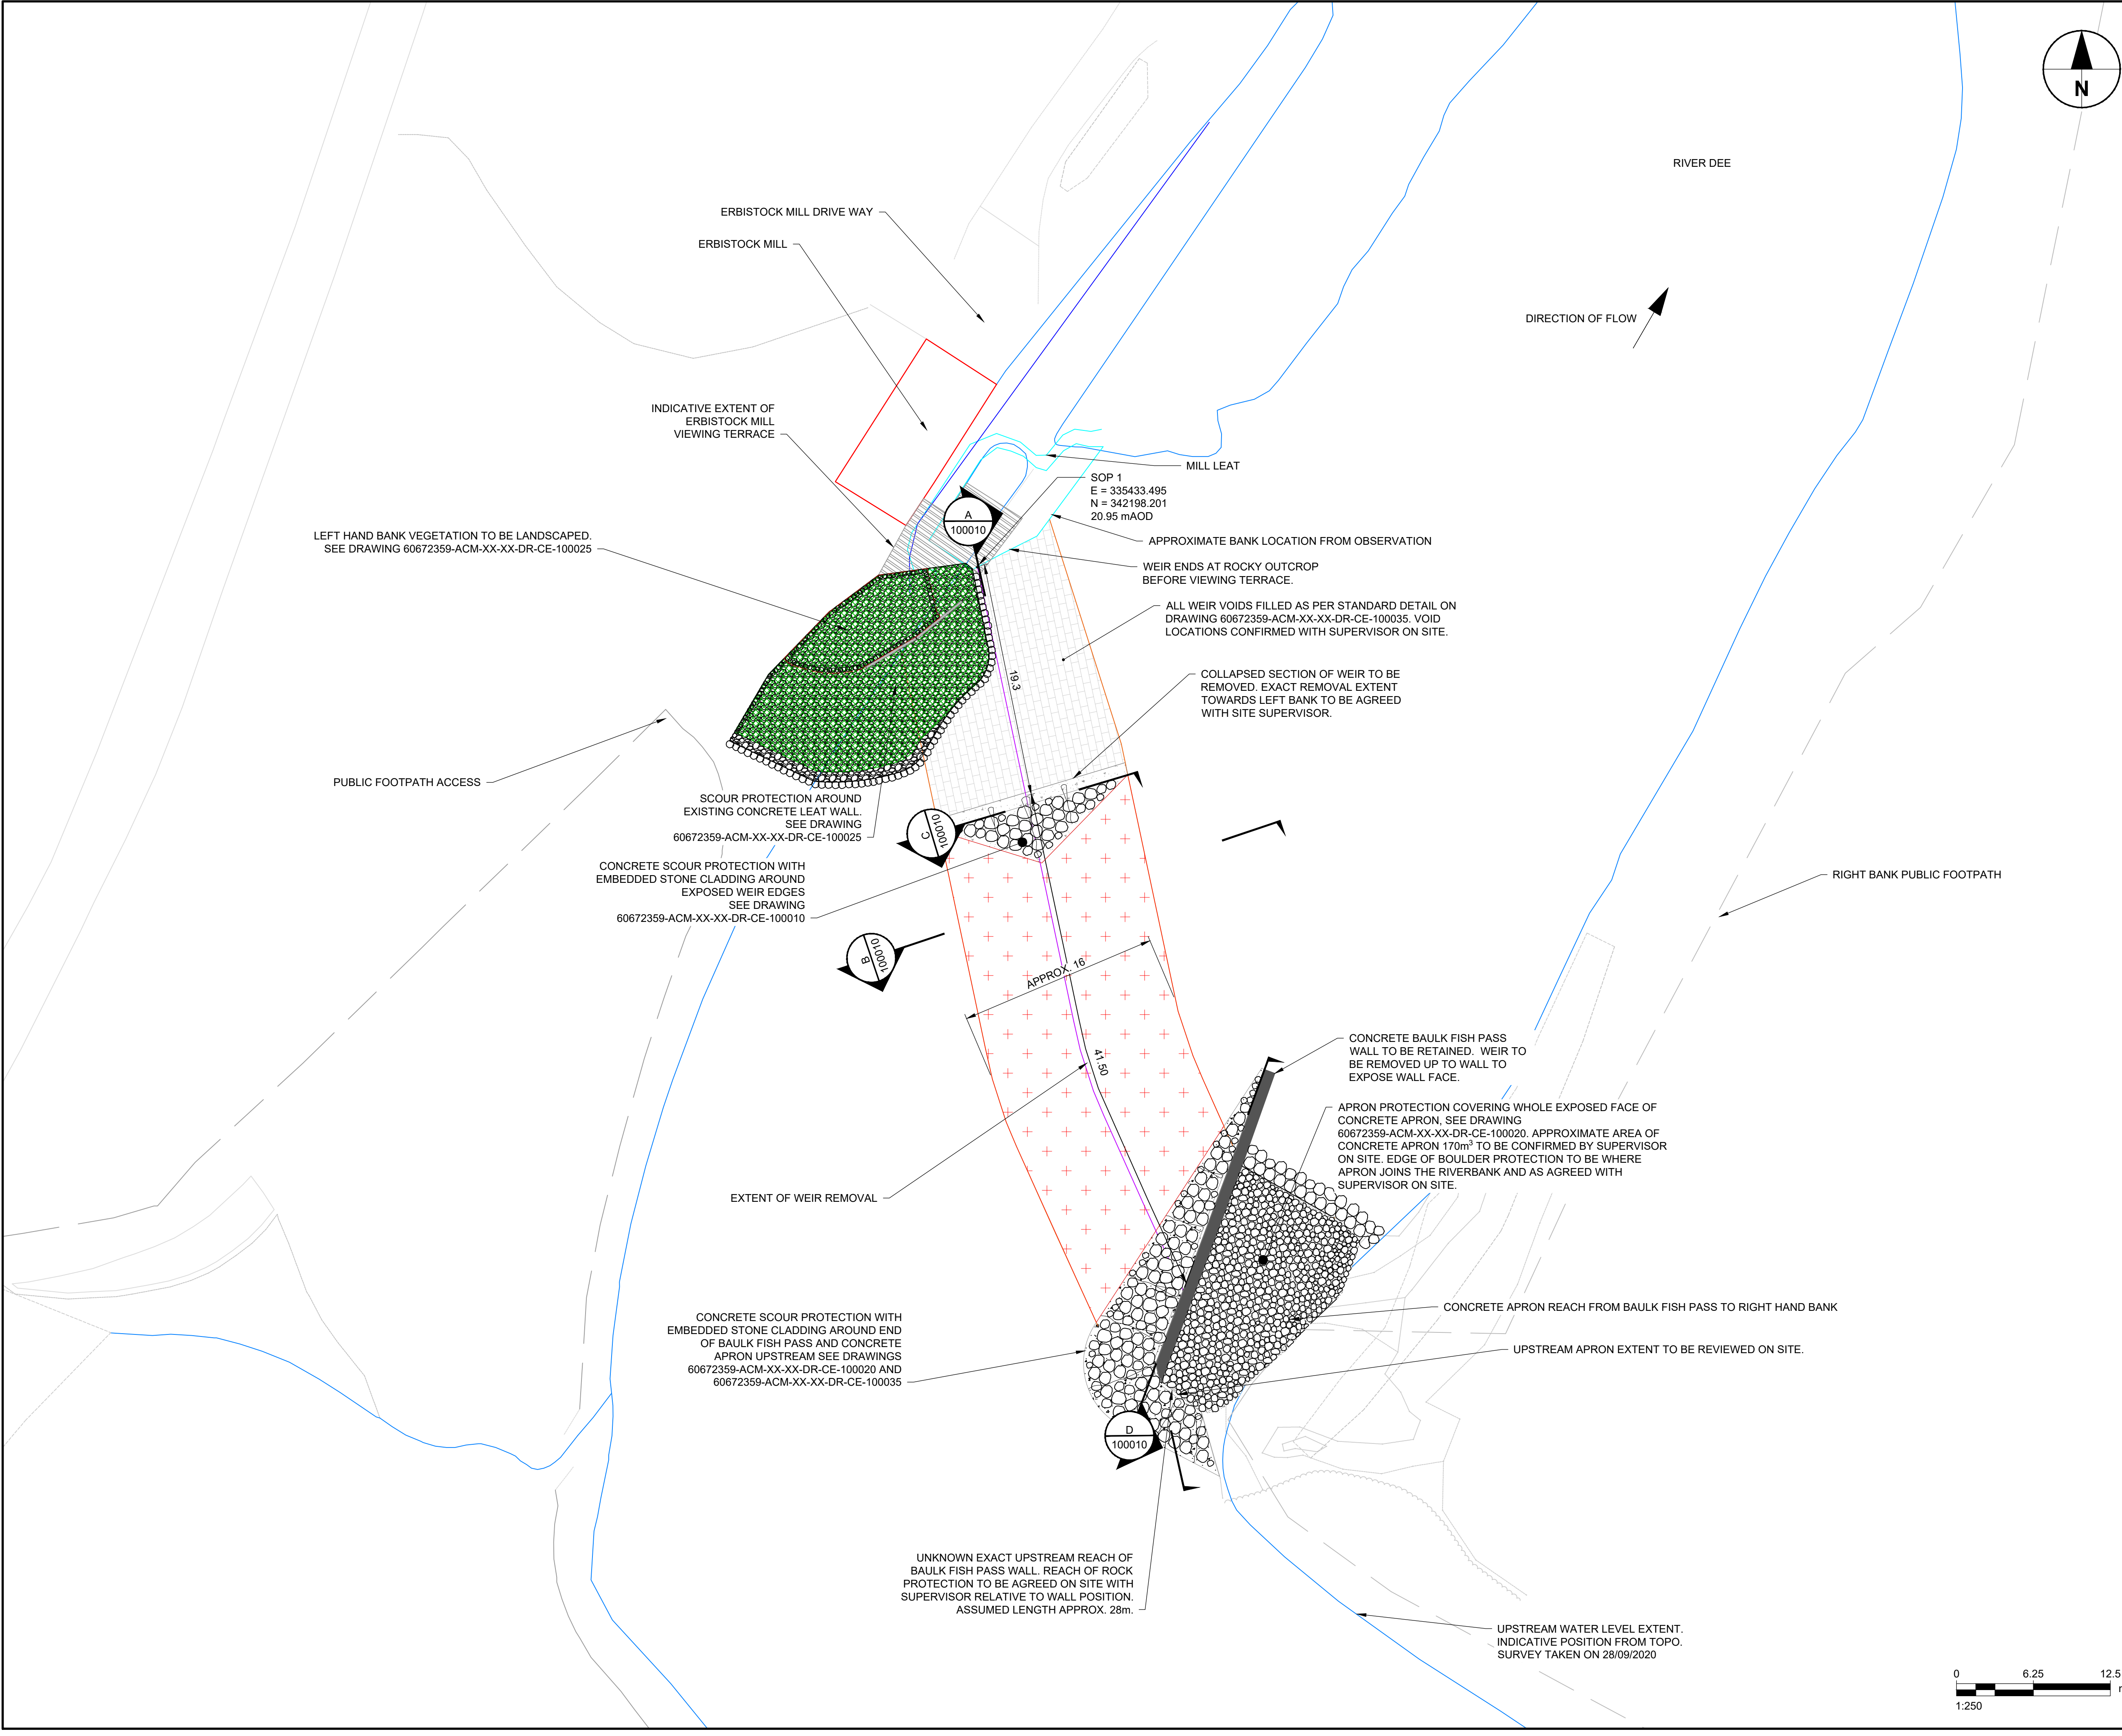 N
RIVER DEE
ERBISTOCK MILL DRIVE WAY
ERBISTOCK MILL
DIRECTION OF FLOW
INDICATIVE EXTENT OF
ERBISTOCK MILL
VIEWING TERRACE
MILL LEAT
SOP 1
E = 335433.495
N = 342198.201
20.95 mAOD
A
100010
LEFT HAND BANK VEGETATION TO BE LANDSCAPED.
SEE DRAWING 60672359-ACM-XX-XX-DR-CE-100025
APPROXIMATE BANK LOCATION FROM OBSERVATION
WEIR ENDS AT ROCKY OUTCROP
BEFORE VIEWING TERRACE.
ALL WEIR VOIDS FILLED AS PER STANDARD DETAIL ON
DRAWING 60672359-ACM-XX-XX-DR-CE-100035. VOID
LOCATIONS CONFIRMED WITH SUPERVISOR ON SITE.
19.3
COLLAPSED SECTION OF WEIR TO BE
REMOVED. EXACT REMOVAL EXTENT
TOWARDS LEFT BANK TO BE AGREED
WITH SITE SUPERVISOR.
PUBLIC FOOTPATH ACCESS
SCOUR PROTECTION AROUND
EXISTING CONCRETE LEAT WALL.
SEE DRAWING
60672359-ACM-XX-XX-DR-CE-100025
C
100010
CONCRETE SCOUR PROTECTION WITH
EMBEDDED STONE CLADDING AROUND
EXPOSED WEIR EDGES
SEE DRAWING
60672359-ACM-XX-XX-DR-CE-100010
RIGHT BANK PUBLIC FOOTPATH
B
100010
APPROX. 16
41.50
CONCRETE BAULK FISH PASS
WALL TO BE RETAINED. WEIR TO
BE REMOVED UP TO WALL TO
EXPOSE WALL FACE.
APRON PROTECTION COVERING WHOLE EXPOSED FACE OF
CONCRETE APRON, SEE DRAWING
60672359-ACM-XX-XX-DR-CE-100020. APPROXIMATE AREA OF
CONCRETE APRON 170m³ TO BE CONFIRMED BY SUPERVISOR
ON SITE. EDGE OF BOULDER PROTECTION TO BE WHERE
APRON JOINS THE RIVERBANK AND AS AGREED WITH
SUPERVISOR ON SITE.
EXTENT OF WEIR REMOVAL
CONCRETE APRON REACH FROM BAULK FISH PASS TO RIGHT HAND BANK
CONCRETE SCOUR PROTECTION WITH
EMBEDDED STONE CLADDING AROUND END
OF BAULK FISH PASS AND CONCRETE
APRON UPSTREAM SEE DRAWINGS
60672359-ACM-XX-XX-DR-CE-100020 AND
60672359-ACM-XX-XX-DR-CE-100035
UPSTREAM APRON EXTENT TO BE REVIEWED ON SITE.
D
100010
UNKNOWN EXACT UPSTREAM REACH OF
BAULK FISH PASS WALL. REACH OF ROCK
PROTECTION TO BE AGREED ON SITE WITH
SUPERVISOR RELATIVE TO WALL POSITION.
ASSUMED LENGTH APPROX. 28m.
UPSTREAM WATER LEVEL EXTENT.
INDICATIVE POSITION FROM TOPO.
SURVEY TAKEN ON 28/09/2020
0 6.25 12.5
1:250